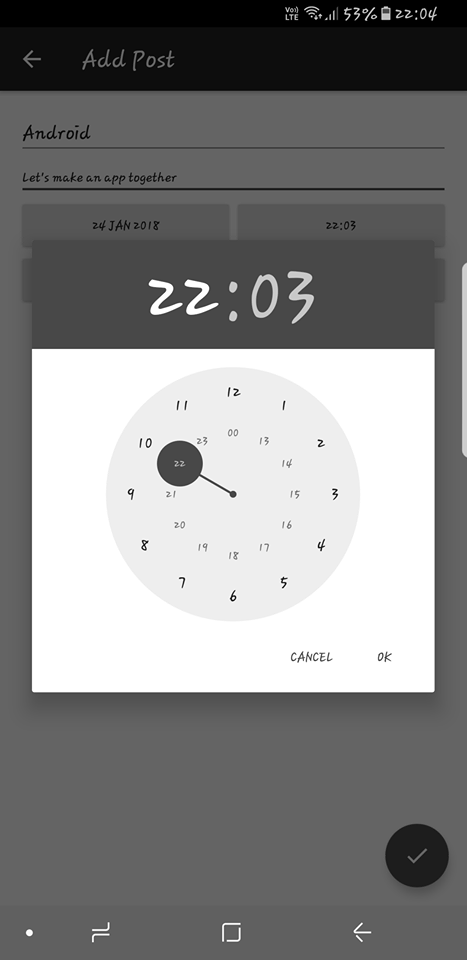 Vo)) LTE 53% 22:04
Add Post
Android
Let's make an app together
24 JAN 2018 22:03
22:03
12
11 1
10 2
23 00 13
22 14
9 21 15 3
20 16
8 19 18 17 4
7 5
6
CANCEL OK